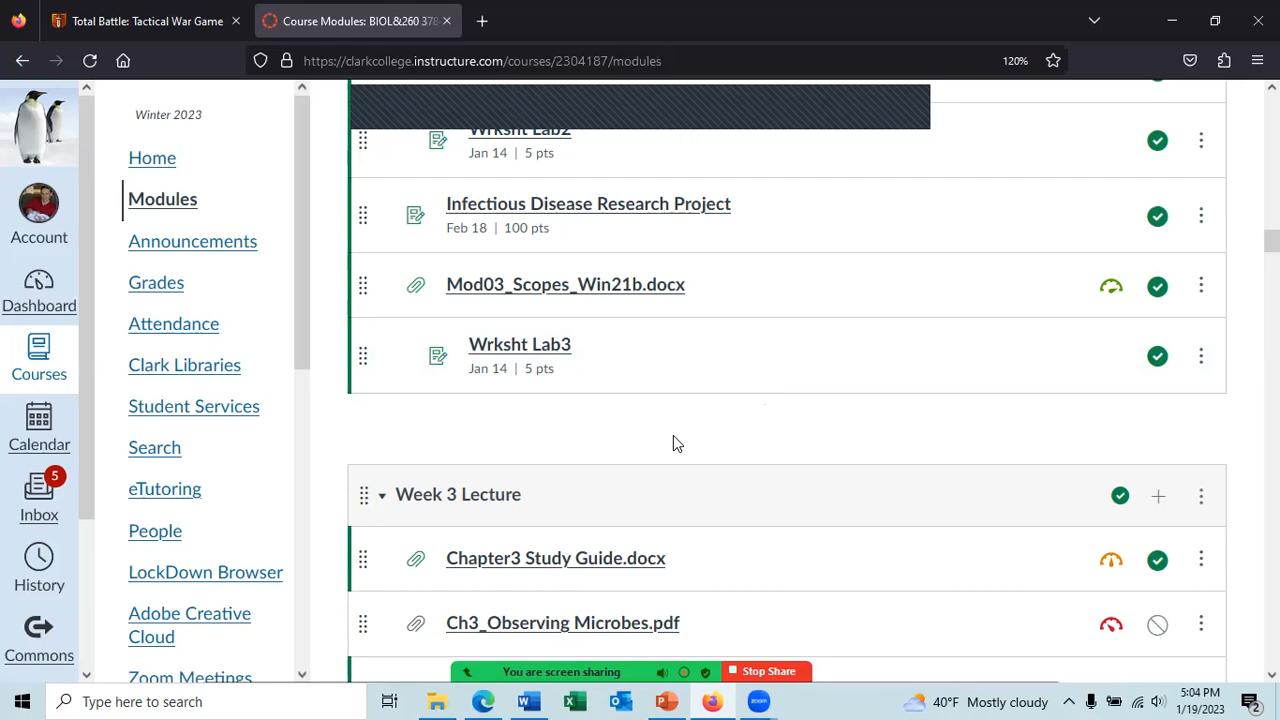 Total Battle: Tactical War Game
Course Modules: BIOL&260 378
https://clarkcollege.instructure.com/courses/2304187/modules
120%
Winter 2023
Home
Modules
Announcements
Grades
Attendance
Clark Libraries
Student Services
Search
eTutoring
People
LockDown Browser
Adobe Creative
Cloud
Zoom Meetings
Account
Dashboard
Courses
Calendar
5
Inbox
History
Commons
Wrksht Lab2
Jan 14 | 5 pts
Infectious Disease Research Project
Feb 18 | 100 pts
Mod03_Scopes_Win21b.docx
Wrksht Lab3
Jan 14 | 5 pts
Week 3 Lecture
Chapter3 Study Guide.docx
Ch3_Observing Microbes.pdf
You are screen sharing
Stop Share
Type here to search
40°F Mostly cloudy
5:04 PM
1/19/2023
2